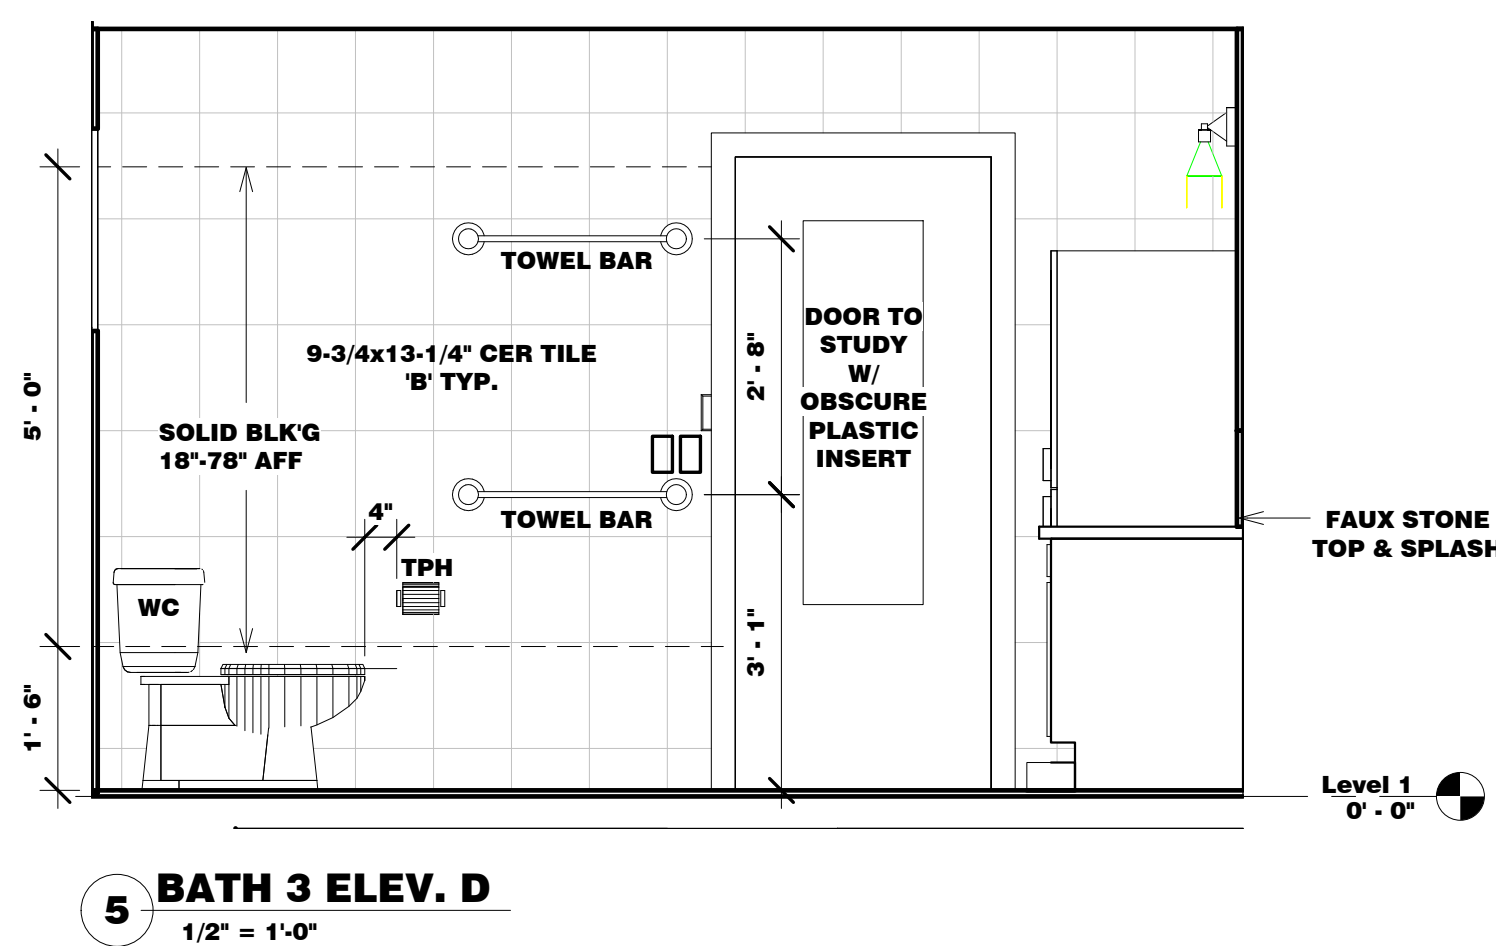 TOWEL BAR
DOOR TO
STUDY
W/
OBSCURE
PLASTIC
INSERT
2' - 8"
9-3/4x13-1/4" CER TILE
'B' TYP.
5' - 0"
SOLID BLK'G
18"-78" AFF
4"
TOWEL BAR
FAUX STONE
TOP & SPLASH
TPH
WC
3' - 1"
1' - 6"
Level 1
0' - 0"
5
BATH 3 ELEV. D
1/2" = 1'-0"